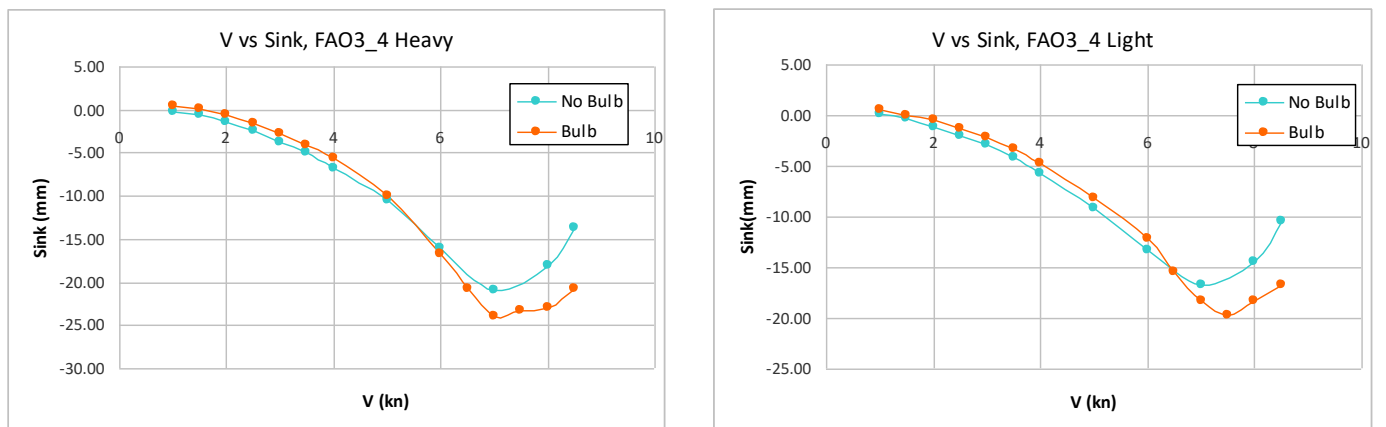 V vs Sink, FAO3_4 Heavy
5.00
0.00
-5.00
-10.00
-15.00
-20.00
-25.00
-30.00
0
2
4
6
8
10
Sink (mm)
V (kn)
No Bulb
Bulb
V vs Sink, FAO3_4 Light
5.00
0.00
-5.00
-10.00
-15.00
-20.00
-25.00
0
2
4
6
8
10
Sink(mm)
V (kn)
No Bulb
Bulb